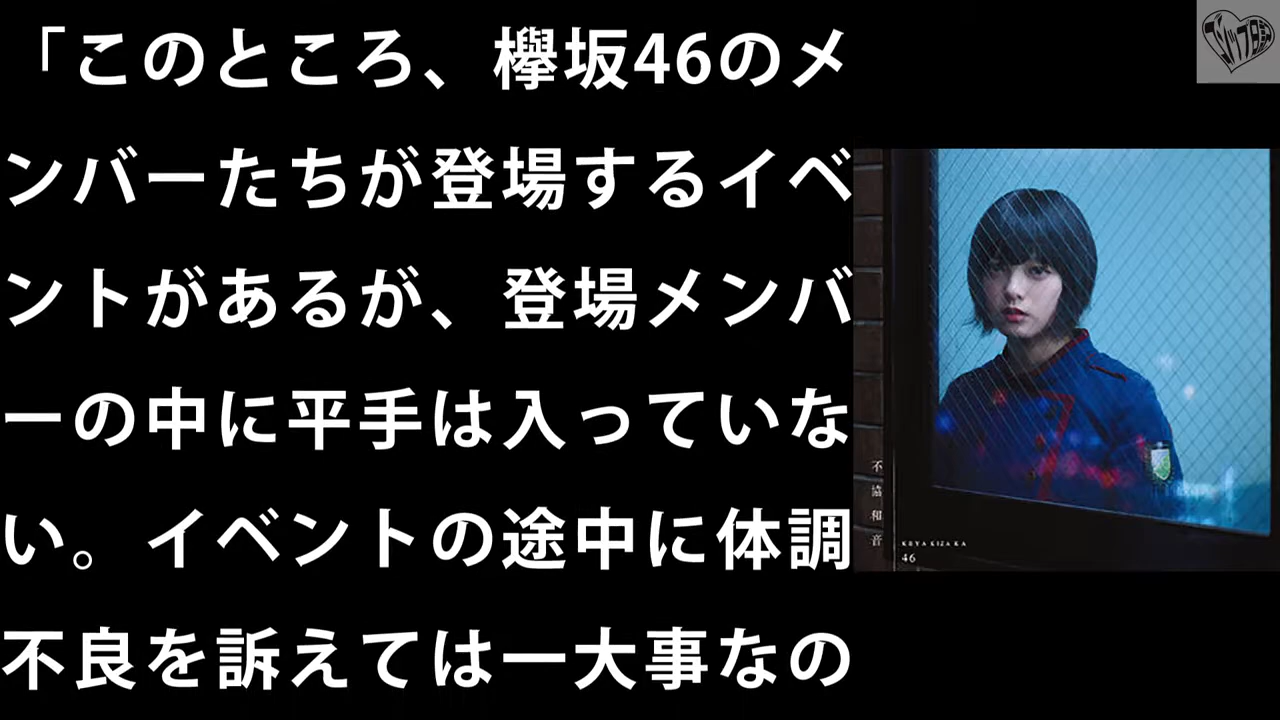 「このところ、欅坂46のメ
ンバーたちが登場するイベ
ントがあるが、登場メンバ
ーの中に平手は入っていな
い。イベントの途中に体調
不良を訴えては一大事なの
不協和音
KEYAKIZAKA
46